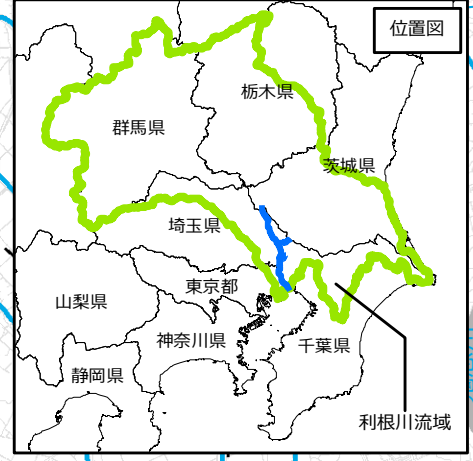 位置図
栃木県
群馬県
茨城県
埼玉県
東京都
山梨県
神奈川県
千葉県
静岡県
利根川流域